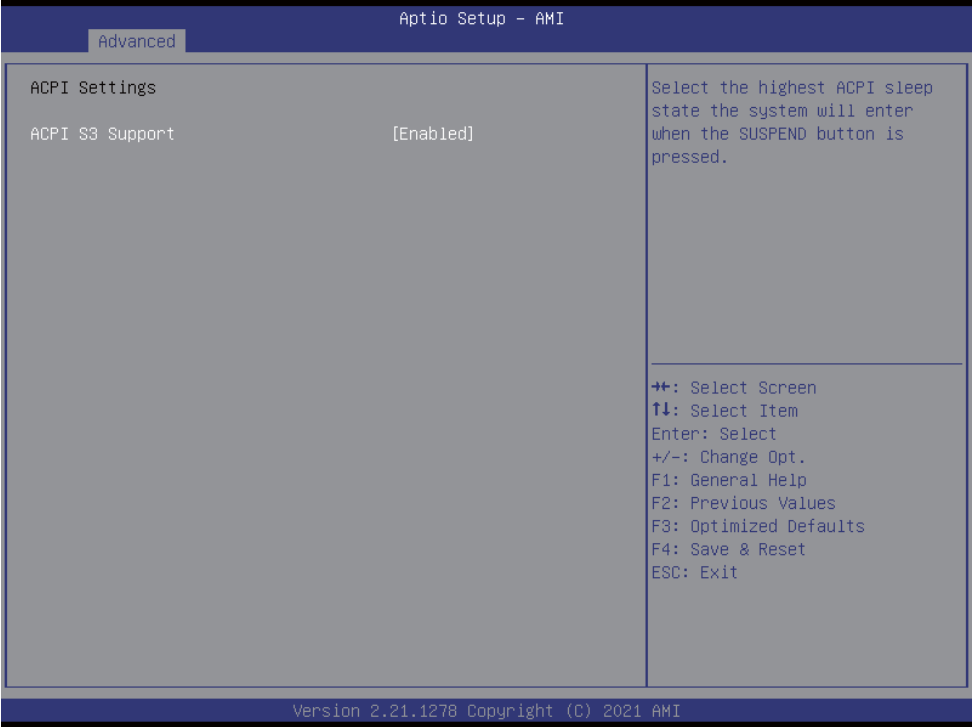 Aptio Setup – AMI
Advanced
ACPI Settings
ACPI S3 Support [Enabled]
Select the highest ACPI sleep
state the system will enter
when the SUSPEND button is
pressed.
→←: Select Screen
↑↓: Select Item
Enter: Select
+/-: Change Opt.
F1: General Help
F2: Previous Values
F3: Optimized Defaults
F4: Save & Reset
ESC: Exit
Version 2.21.1278 Copyright (C) 2021 AMI